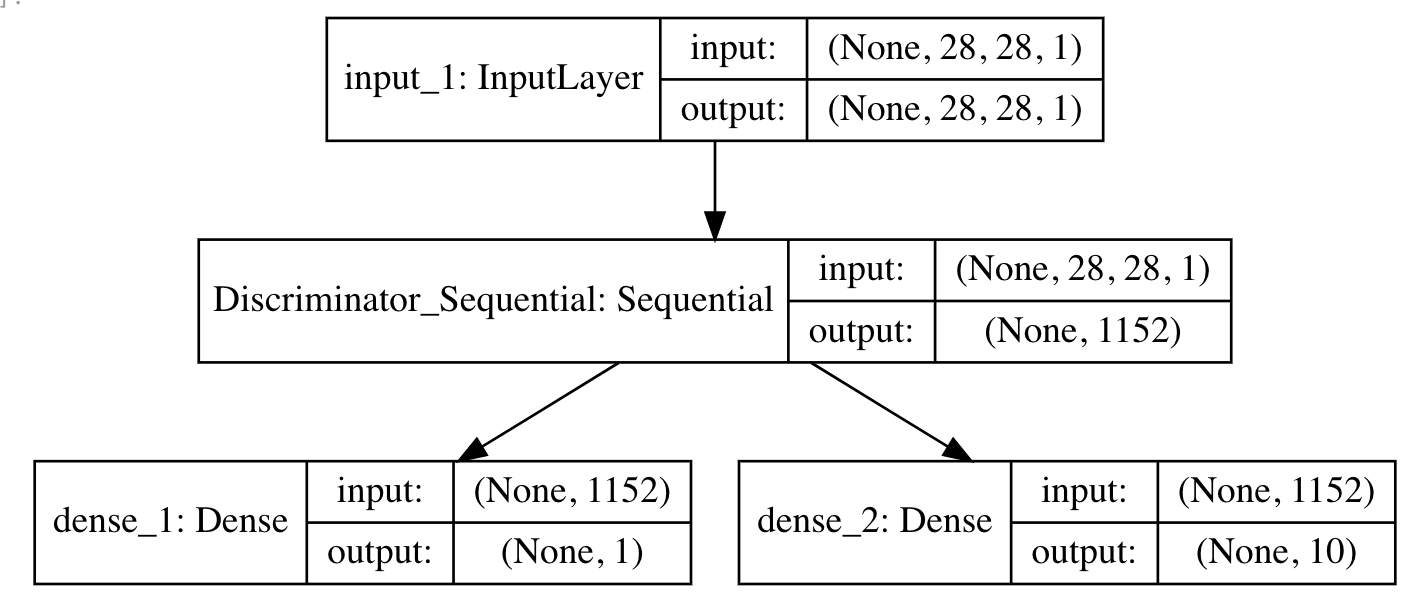 input_1: InputLayer
input:
(None, 28, 28, 1)
output:
(None, 28, 28, 1)
Discriminator_Sequential: Sequential
input:
(None, 28, 28, 1)
output:
(None, 1152)
dense_1: Dense
input:
(None, 1152)
output:
(None, 1)
dense_2: Dense
input:
(None, 1152)
output:
(None, 10)